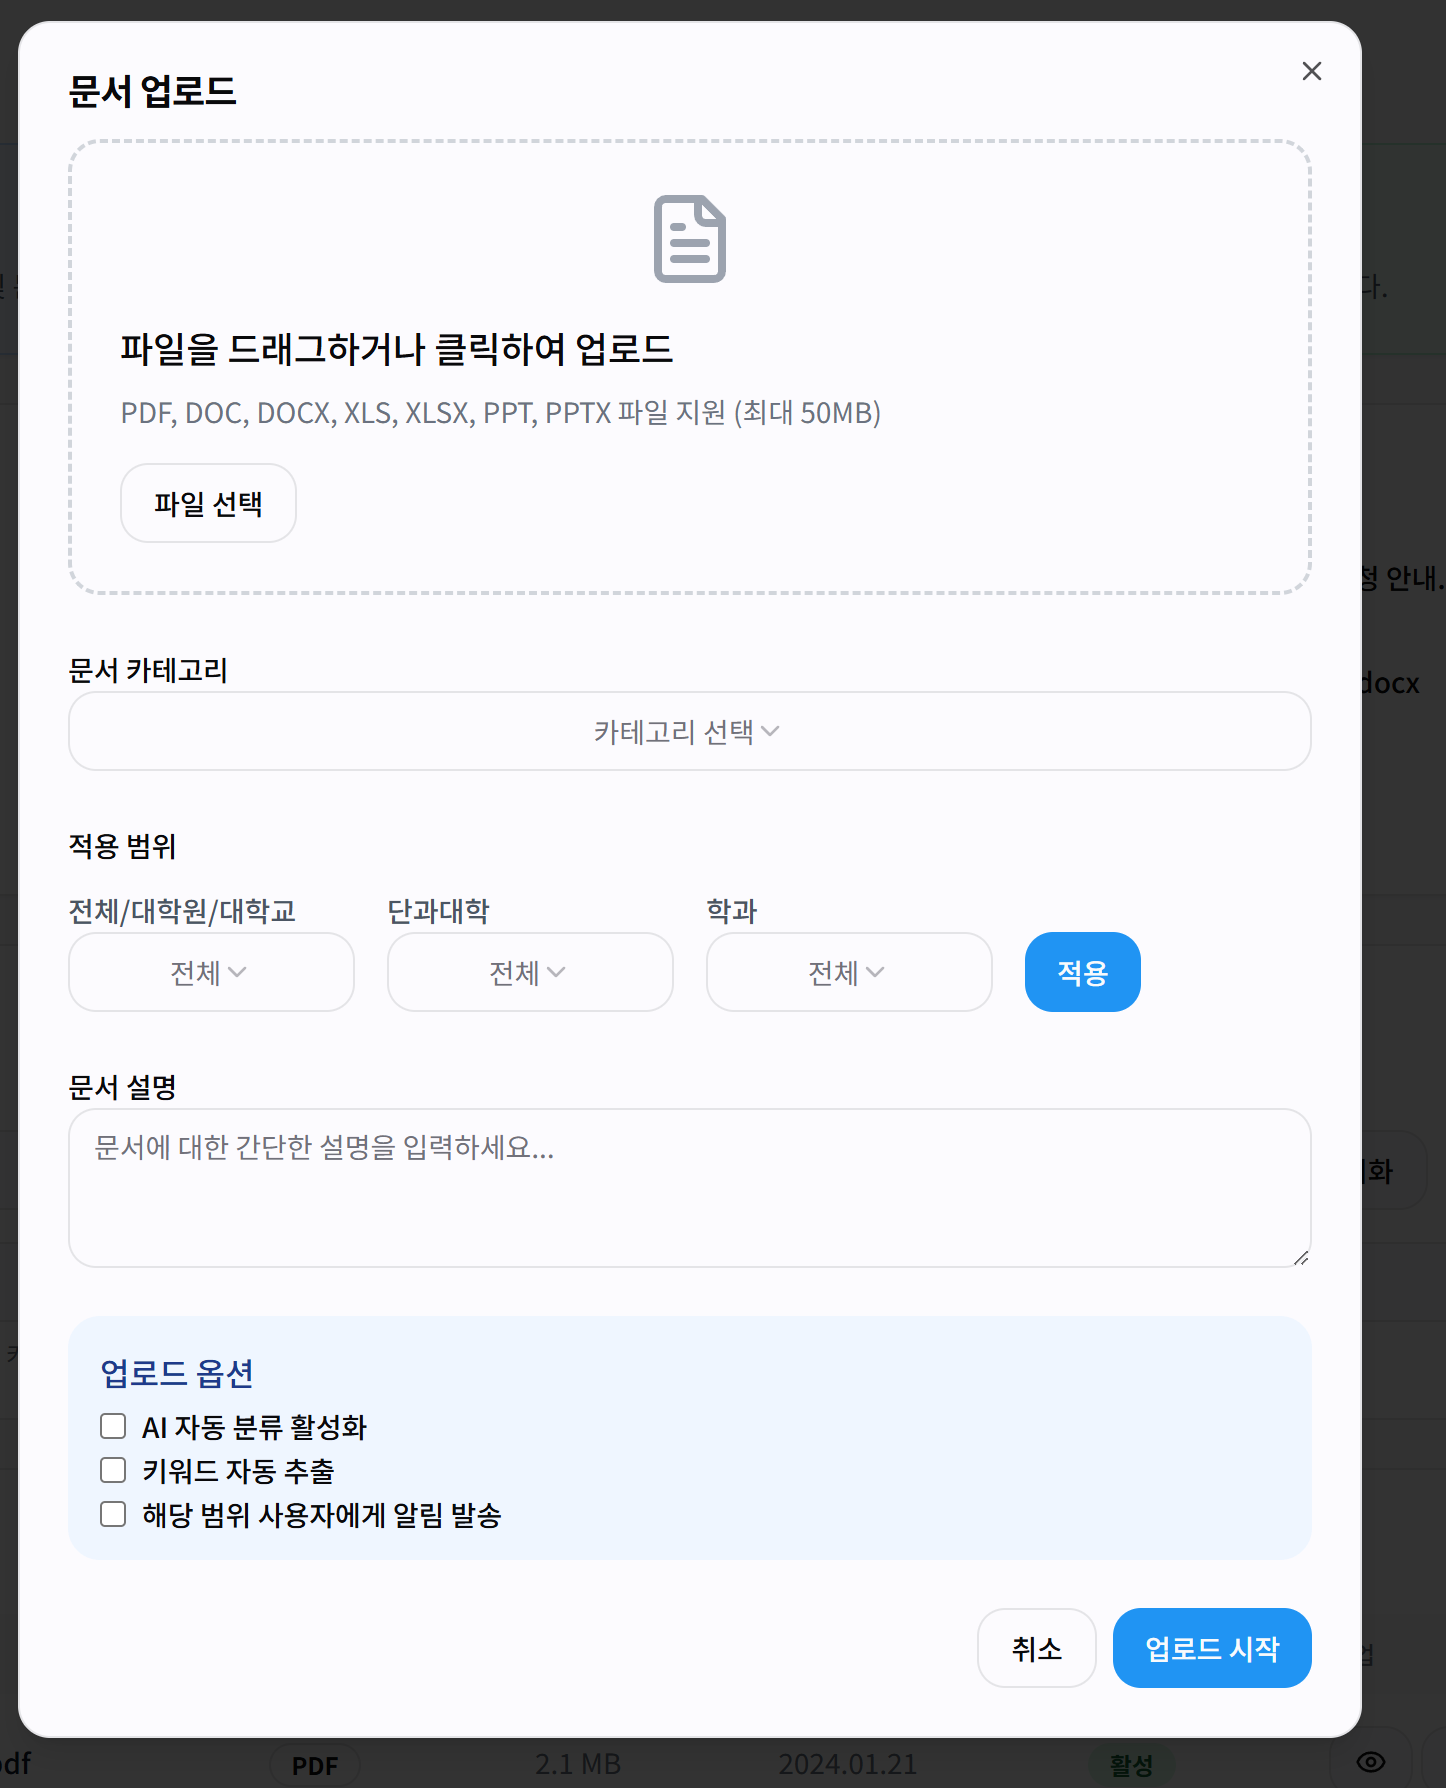 문서 업로드
파일을 드래그하거나 클릭하여 업로드
PDF, DOC, DOCX, XLS, XLSX, PPT, PPTX 파일 지원 (최대 50MB)
파일 선택
문서 카테고리
카테고리 선택
적용 범위
전체/대학원/대학교 단과대학 학과
전체 전체 전체 적용
문서 설명
문서에 대한 간단한 설명을 입력하세요...
업로드 옵션
AI 자동 분류 활성화
키워드 자동 추출
해당 범위 사용자에게 알림 발송
취소 업로드 시작
다.
청 안내.
docx
화
pdf PDF 2.1 MB 2024.01.21 활성